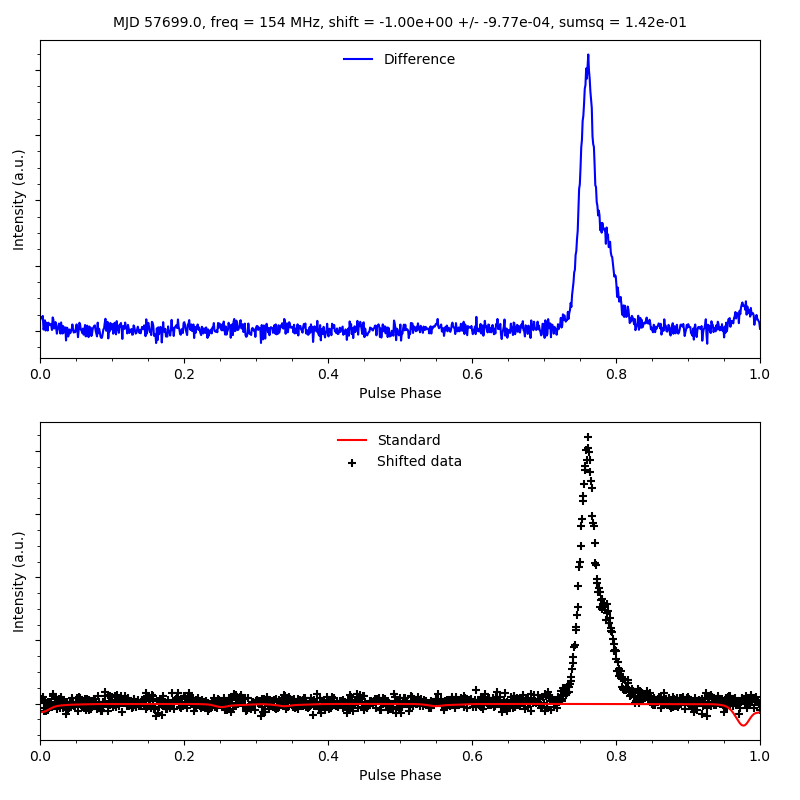 MJD 57699.0, freq = 154 MHz, shift = -1.00e+00 +/- -9.77e-04, sumsq = 1.42e-01
Difference
Intensity (a.u.)
0.0 0.2 0.4 0.6 0.8 1.0
Pulse Phase
Standard
Shifted data
Intensity (a.u.)
0.0 0.2 0.4 0.6 0.8 1.0
Pulse Phase